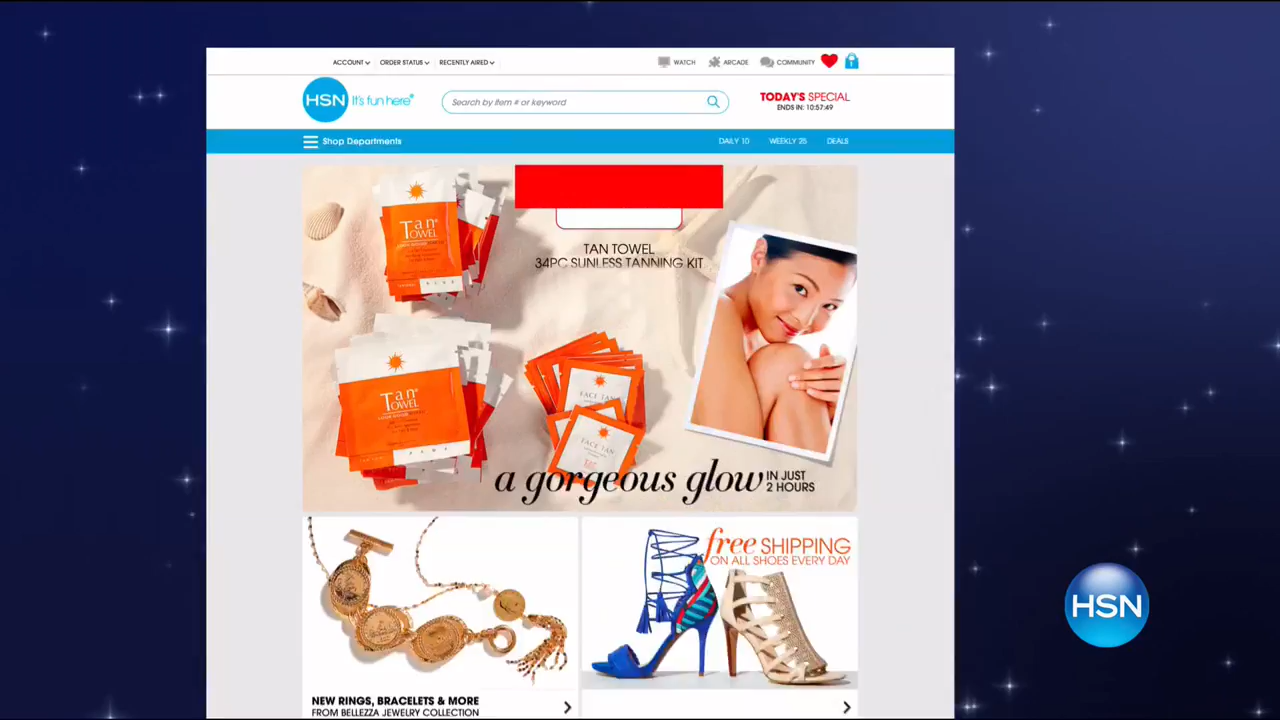 ACCOUNT ORDER STATUS RECENTLY AIRED WATCH ARCADE COMMUNITY
HSN It's fun here*
Search by item # or keyword
TODAY'S SPECIAL
ENDS IN: 10:57:49
Shop Departments DAILY 10 WEEKLY 25 DEALS
Tan
TOWEL
TAN TOWEL
34PC SUNLESS TANNING KIT
Tan
TOWEL
FACE TAN
FACE TAN
a gorgeous glow IN JUST
2 HOURS
free SHIPPING
ON ALL SHOES EVERY DAY
HSN
NEW RINGS, BRACELETS & MORE
FROM BELLEZZA JEWELRY COLLECTION